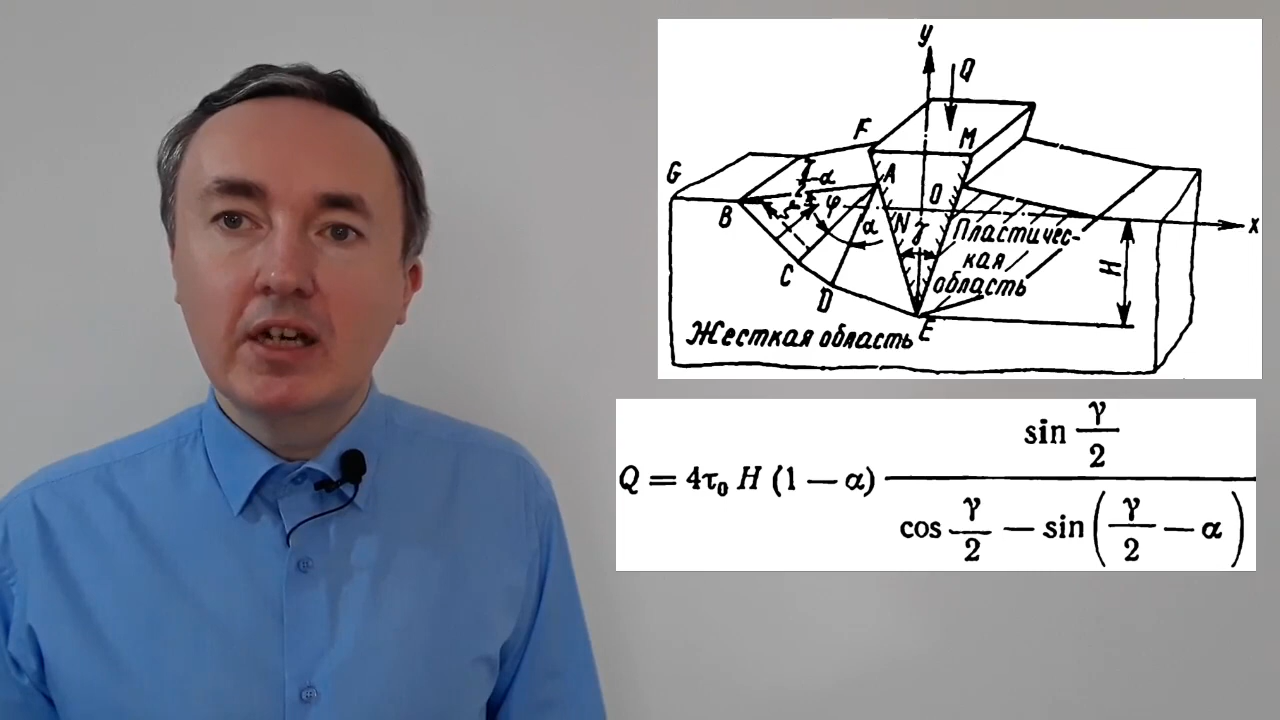 y
Q
F
M
G
A
α
B
φ
O
x
N
γ
α
Пластичес-
кая
область
H
C
D
E
Жесткая область
Q = 4τ₀ H (1 — α) sin γ/2 / cos γ/2 — sin (γ/2 — α)